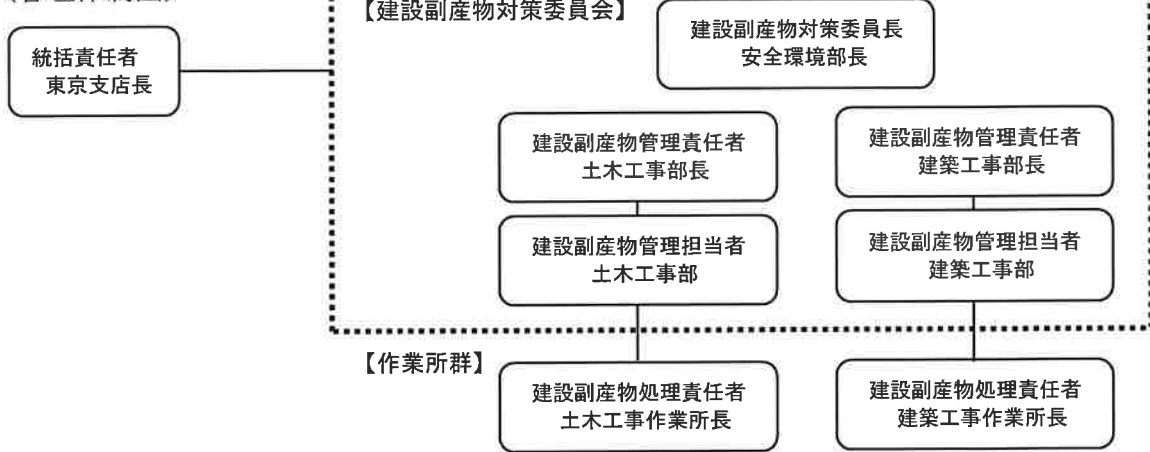 【建設副産物対策委員会】
建設副産物対策委員長
安全環境部長
統括責任者
東京支店長
建設副産物管理責任者
土木工事部長
建設副産物管理責任者
建築工事部長
建設副産物管理担当者
土木工事部
建設副産物管理担当者
建築工事部
【作業所群】
建設副産物処理責任者
土木工事作業所長
建設副産物処理責任者
建築工事作業所長